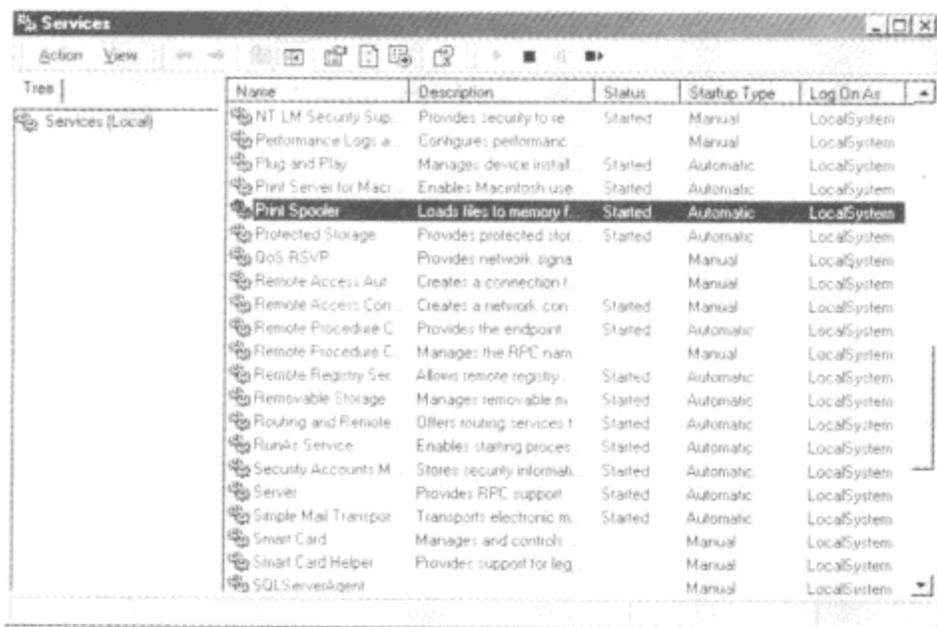 Services
Action View
Tree
Name Description Status Startup Type Log On As
Services (Local)
NT LM Security Sup... Provides security to re... Started Manual LocalSystem
Performance Logs a... Configures performanc... Manual LocalSystem
Plug and Play Manages device install... Started Automatic LocalSystem
Print Server for Macr... Enables Macintosh use... Started Automatic LocalSystem
Print Spooler Loads files to memory f... Started Automatic LocalSystem
Protected Storage Provides protected stor... Started Automatic LocalSystem
QoS RSVP Provides network signa... Manual LocalSystem
Remote Access Aut... Creates a connection t... Manual LocalSystem
Remote Access Con... Creates a network con... Started Manual LocalSystem
Remote Procedure C... Provides the endpoint ... Started Automatic LocalSystem
Remote Procedure C... Manages the RPC nam... Manual LocalSystem
Remote Registry Ser... Allows remote registry ... Started Automatic LocalSystem
Removable Storage Manages removable m... Started Automatic LocalSystem
Routing and Remote... Offers routing services t... Started Automatic LocalSystem
RunAs Service Enables starting proces... Started Automatic LocalSystem
Security Accounts M... Stores security informati... Started Automatic LocalSystem
Server Provides RPC support ... Started Automatic LocalSystem
Simple Mail Transpor... Transports electronic m... Started Automatic LocalSystem
Smart Card Manages and controls ... Manual LocalSystem
Smart Card Helper Provides support for leg... Manual LocalSystem
SQLServerAgent Manual LocalSystem